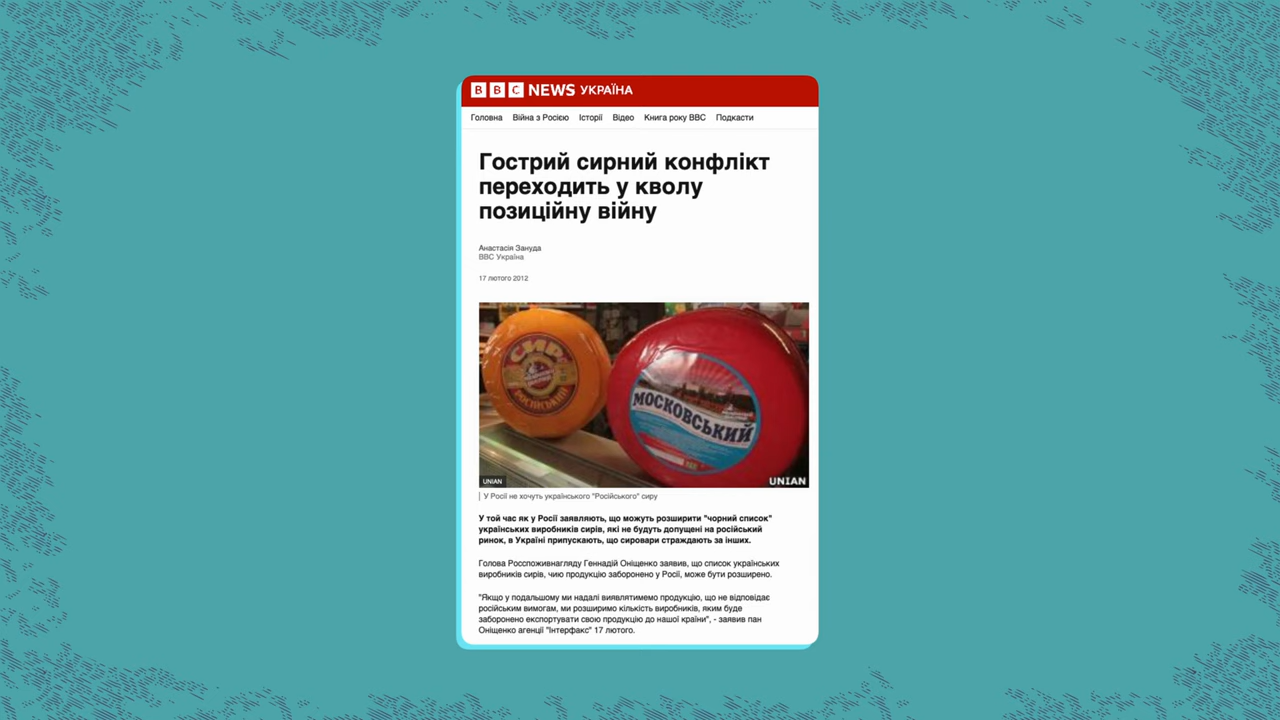 BBC NEWS УКРАЇНА
Головна Війна з Росією Історії Відео Книга року BBC Подкасти
Гострий сирний конфлікт
переходить у кволу
позиційну війну
Анастасія Зануда
BBC Україна
17 лютого 2012
СИР
РОСІЙСЬКИЙ
МОСКОВСЬКИЙ
UNIAN
UNIAN
У Росії не хочуть українського "Російського" сиру
У той час як у Росії заявляють, що можуть розширити "чорний список"
українських виробників сирів, які не будуть допущені на російський
ринок, в Україні припускають, що сировари страждають за інших.
Голова Росспоживнагляду Геннадій Оніщенко заявив, що список українських
виробників сирів, чию продукцію заборонено у Росії, може бути розширено.
"Якщо у подальшому ми надалі виявлятимемо продукцію, що не відповідає
російським вимогам, ми розширимо кількість виробників, яким буде
заборонено експортувати свою продукцію до нашої країни", - заявив пан
Оніщенко агенції "Інтерфакс" 17 лютого.